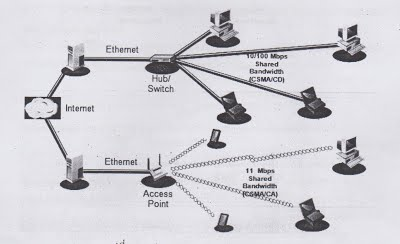 Ethernet
Hub/
Switch
10/100 Mbps
Shared
Bandwidth
(CSMA/CD)
Internet
Ethernet
Access
Point
11 Mbps
Shared
Bandwidth
(CSMA/CA)